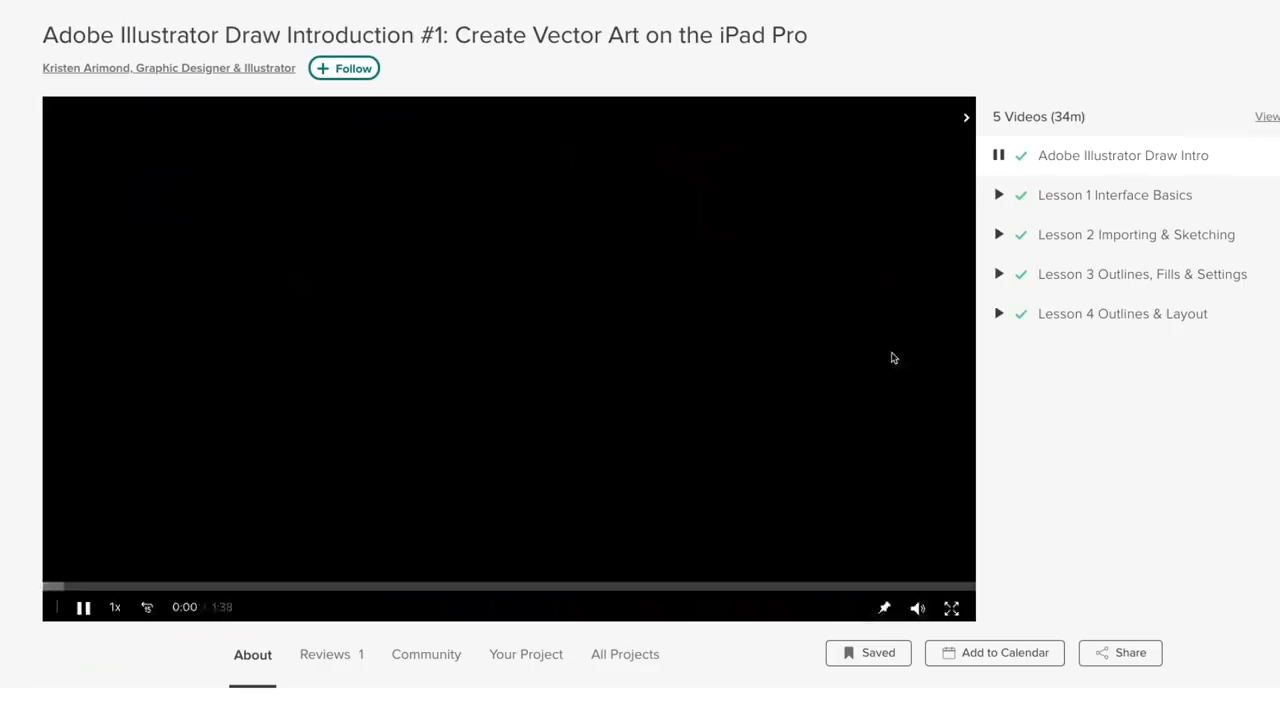 Adobe Illustrator Draw Introduction #1: Create Vector Art on the iPad Pro
Kristen Arimond, Graphic Designer & Illustrator + Follow
5 Videos (34m) View
Adobe Illustrator Draw Intro
Lesson 1 Interface Basics
Lesson 2 Importing & Sketching
Lesson 3 Outlines, Fills & Settings
Lesson 4 Outlines & Layout
1x 15 0:00 / 1:38
About Reviews 1 Community Your Project All Projects Saved Add to Calendar Share